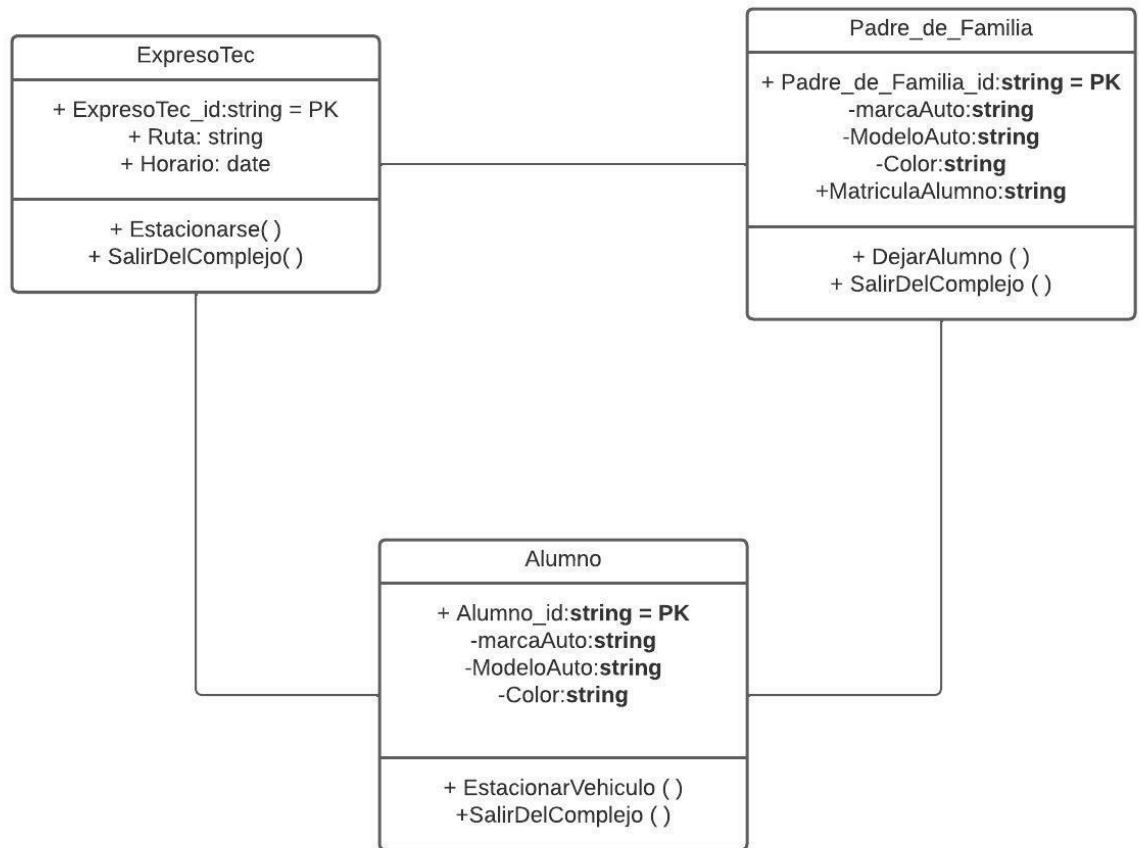 ExpresoTec
+ ExpresoTec_id:string = PK
+ Ruta: string
+ Horario: date
+ Estacionarse( )
+ SalirDelComplejo( )
Padre_de_Familia
+ Padre_de_Familia_id:string = PK
-marcaAuto:string
-ModeloAuto:string
-Color:string
+MatriculaAlumno:string
+ DejarAlumno ( )
+ SalirDelComplejo ( )
Alumno
+ Alumno_id:string = PK
-marcaAuto:string
-ModeloAuto:string
-Color:string
+ EstacionarVehiculo ( )
+SalirDelComplejo ( )